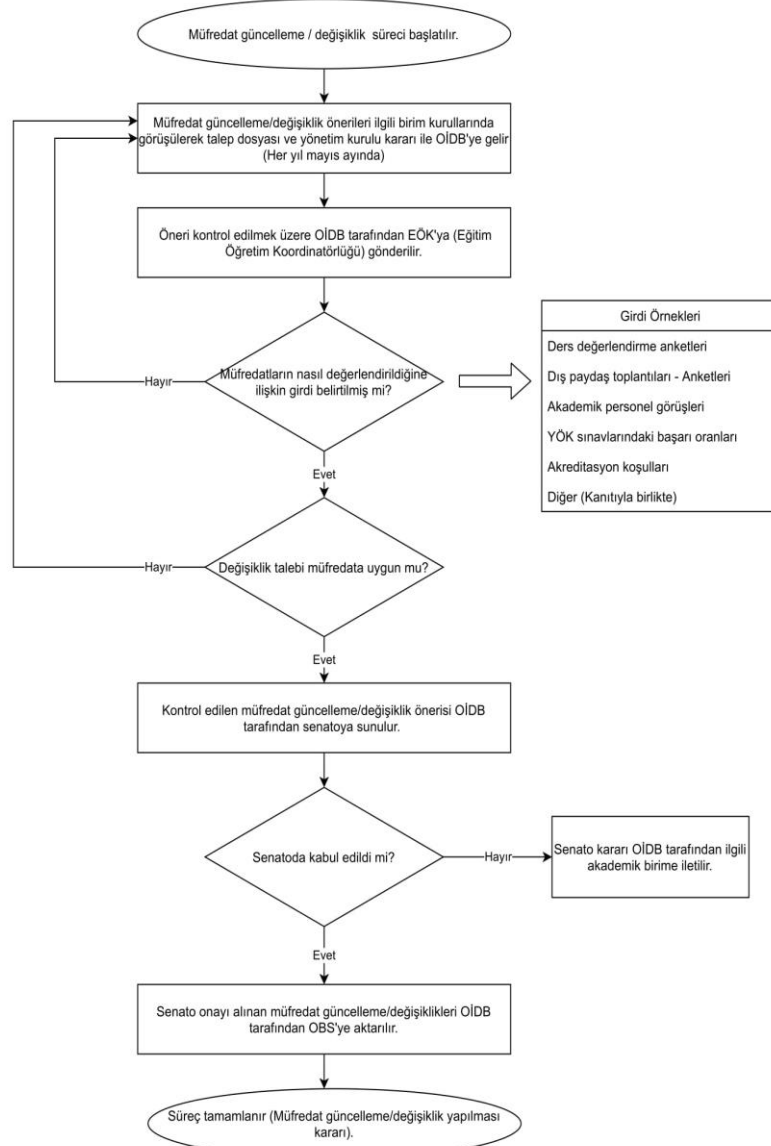 Müfredat güncelleme / değişiklik süreci başlatılır.
Müfredat güncelleme/değişiklik önerileri ilgili birim kurullarında
görüşülerek talep dosyası ve yönetim kurulu kararı ile OİDB'ye gelir
(Her yıl mayıs ayında)
Öneri kontrol edilmek üzere OİDB tarafından EÖK'ya (Eğitim
Öğretim Koordinatörlüğü) gönderilir.
Müfredatların nasıl değerlendirildiğine
ilişkin girdi belirtilmiş mi?
Hayır
Girdi Örnekleri
Ders değerlendirme anketleri
Dış paydaş toplantıları - Anketleri
Akademik personel görüşleri
YÖK sınavlarındaki başarı oranları
Akreditasyon koşulları
Diğer (Kanıtıyla birlikte)
Evet
Hayır
Değişiklik talebi müfredata uygun mu?
Evet
Kontrol edilen müfredat güncelleme/değişiklik önerisi OİDB
tarafından senatoya sunulur.
Senatoda kabul edildi mi?
Hayır
Senato kararı OİDB tarafından ilgili
akademik birime iletilir.
Evet
Senato onayı alınan müfredat güncelleme/değişiklikleri OİDB
tarafından OBS'ye aktarılır.
Süreç tamamlanır (Müfredat güncelleme/değişiklik yapılması
kararı).